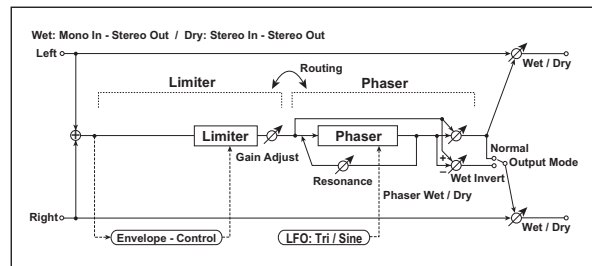 Wet: Mono In - Stereo Out / Dry: Stereo In - Stereo Out
Left
Wet / Dry
Routing
Limiter
Phaser
Limiter
Phaser
Gain Adjust
Resonance
+
−
Normal
Output Mode
Wet Invert
Phaser Wet / Dry
Right
Wet / Dry
Envelope - Control
LFO: Tri / Sine